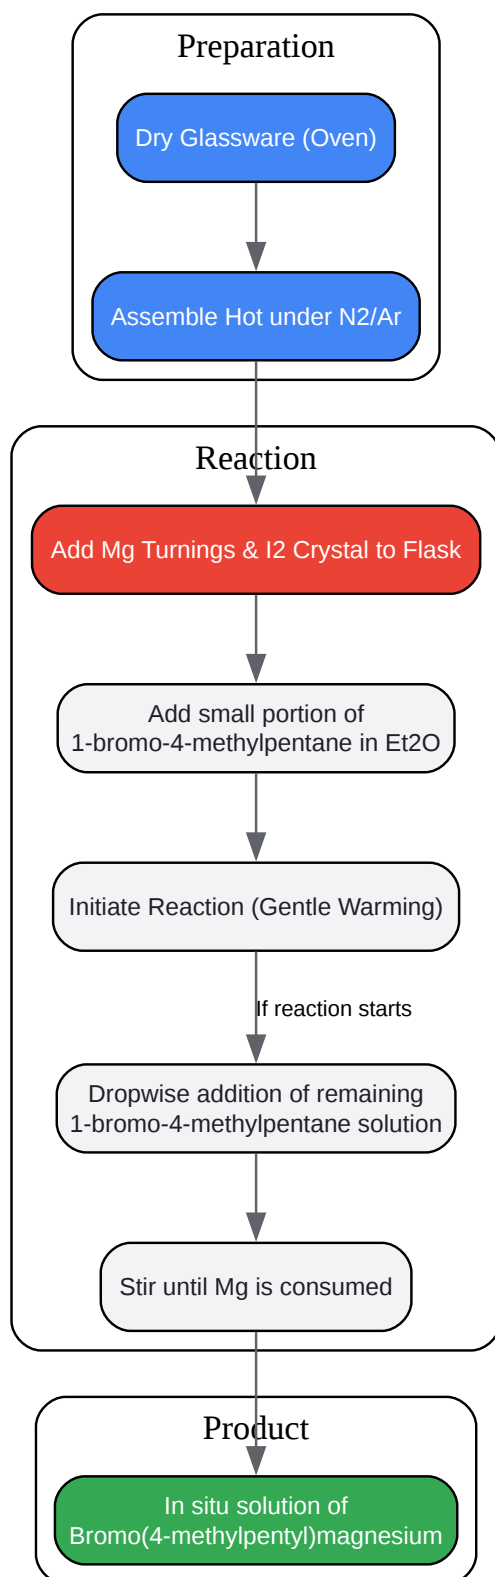 Preparation
Dry Glassware (Oven)
Assemble Hot under N2/Ar
Reaction
Add Mg Turnings & I2 Crystal to Flask
Add small portion of
1-bromo-4-methylpentane in Et2O
Initiate Reaction (Gentle Warming)
If reaction starts
Dropwise addition of remaining
1-bromo-4-methylpentane solution
Stir until Mg is consumed
Product
In situ solution of
Bromo(4-methylpentyl)magnesium